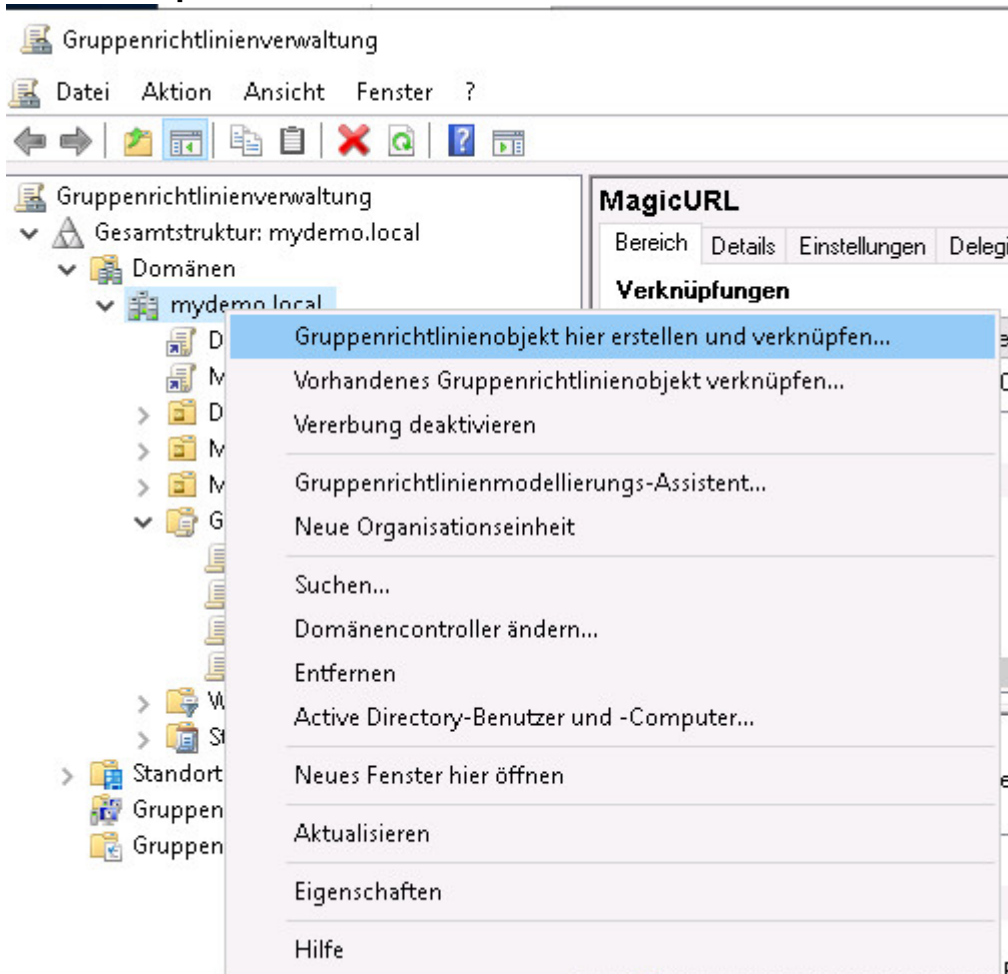 Gruppenrichtlinienverwaltung
Datei Aktion Ansicht Fenster ?
Gruppenrichtlinienverwaltung
Gesamtstruktur: mydemo.local
Domänen
mydemo.local
D
M
D
M
M
G
W
St
Standort
Gruppen
Gruppen
MagicURL
Bereich Details Einstellungen Delegi
Verknüpfungen
Gruppenrichtlinienobjekt hier erstellen und verknüpfen...
Vorhandenes Gruppenrichtlinienobjekt verknüpfen...
Vererbung deaktivieren
Gruppenrichtlinienmodellierungs-Assistent...
Neue Organisationseinheit
Suchen...
Domänencontroller ändern...
Entfernen
Active Directory-Benutzer und -Computer...
Neues Fenster hier öffnen
Aktualisieren
Eigenschaften
Hilfe